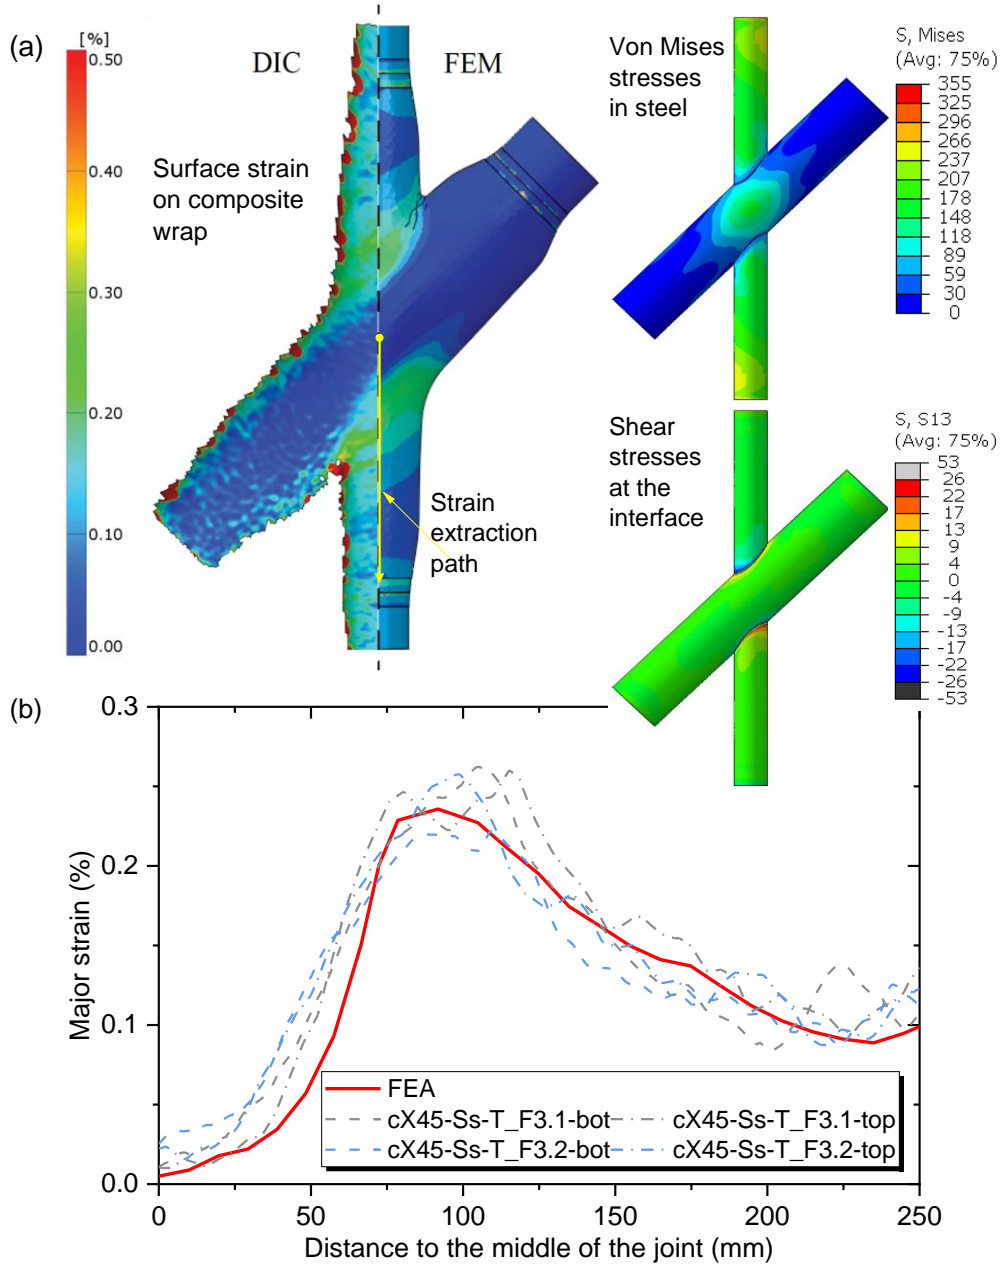 (a)
[%]
0.50
0.40
0.30
0.20
0.10
0.00
DIC
FEM
Surface strain
on composite
wrap
Strain
extraction
path
Von Mises
stresses
in steel
S, Mises
(Avg: 75%)
355
325
296
266
237
207
178
148
118
89
59
30
0
Shear
stresses
at the
interface
S, S13
(Avg: 75%)
53
26
22
17
13
9
4
0
-4
-9
-13
-17
-22
-26
-53
(b)
0.3
0.2
0.1
0.0
Major strain (%)
FEA
cX45-Ss-T_F3.1-bot
cX45-Ss-T_F3.1-top
cX45-Ss-T_F3.2-bot
cX45-Ss-T_F3.2-top
0
50
100
150
200
250
Distance to the middle of the joint (mm)